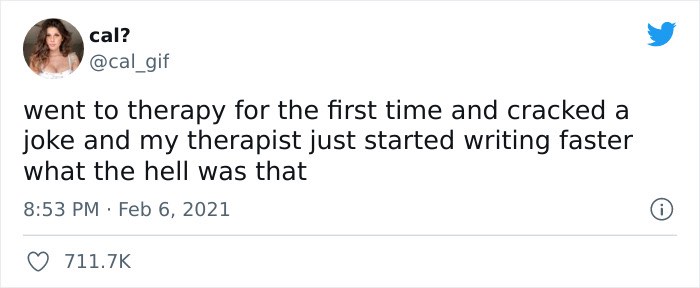 cal?
@cal_gif
went to therapy for the first time and cracked a
joke and my therapist just started writing faster
what the hell was that
8:53 PM · Feb 6, 2021
711.7K